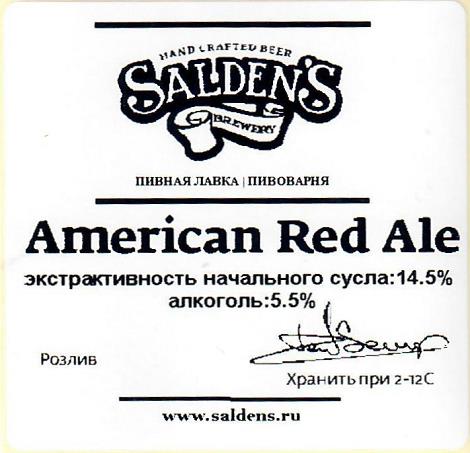 HAND CRAFTED BEER
SALDEN'S
BREWERY
ПИВНАЯ ЛАВКА | ПИВОВАРНЯ
American Red Ale
экстрактивность начального сусла:14.5%
алкоголь:5.5%
Розлив
Хранить при 2-12С
www.saldens.ru